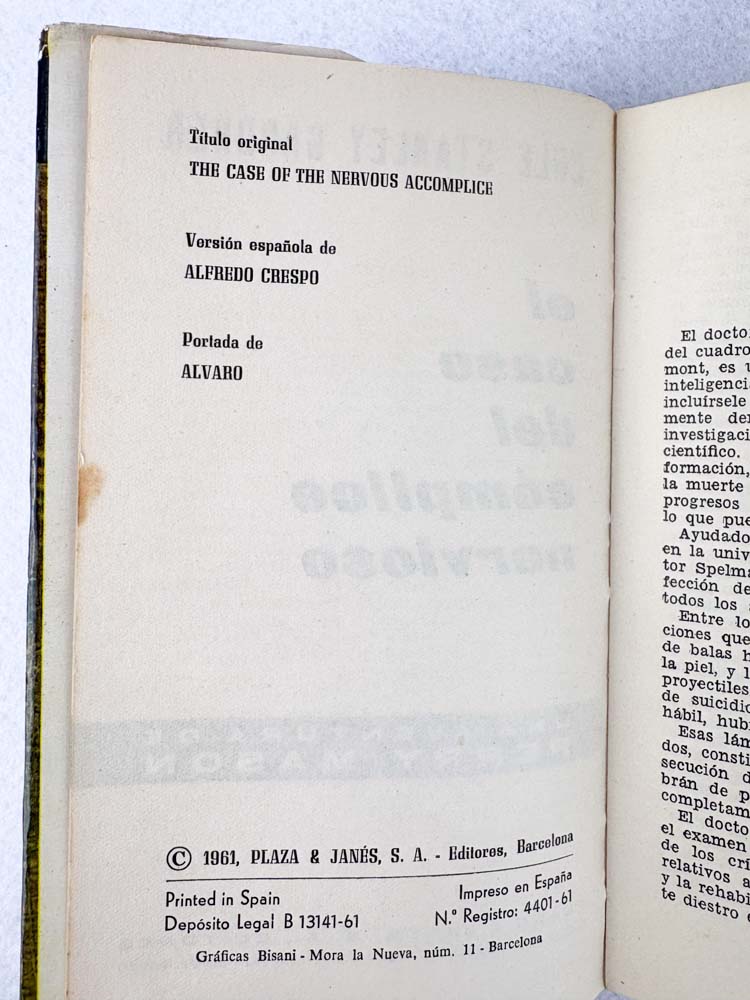 Título original
THE CASE OF THE NERVOUS ACCOMPLICE
Versión española de
ALFREDO CRESPO
Portada de
ALVARO
© 1961, PLAZA & JANÉS, S. A. - Editores, Barcelona
Printed in Spain
Impreso en España
Depósito Legal B 13141-61
N.º Registro: 4401-61
Gráficas Bisani - Mora la Nueva, núm. 11 - Barcelona
El docto
del cuadro
mont, es
inteligenci
incluírsele
mente de
investigaci
científico.
formación,
la muerte
progresos
lo que pue
Ayudado
en la univ
tor Spelma
fección de
todos los
Entre lo
ciones que
de balas h
la piel, y l
proyectiles
de suicidi
hábil, hub
Esas lám
dos, consti
secución d
brán de p
completam
El docto
el examen
de los crí
relativos a
y la rehabi
te diestro e